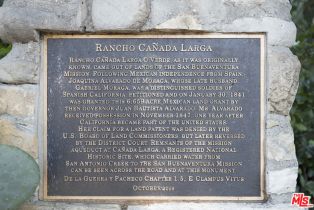 RANCHO CAÑADA LARGA
RANCHO CAÑADA LARGA O VERDE, AS IT WAS ORIGINALLY
KNOWN, CAME OUT OF LANDS OF THE SAN BUENAVENTURA
MISSION. FOLLOWING MEXICAN INDEPENDENCE FROM SPAIN,
JOAQUINA ALVARADO DE MORAGA, WHOSE LATE HUSBAND
GABRIEL MORAGA, WAS A DISTINGUISHED SOLDIER OF
SPANISH CALIFORNIA, PETITIONED AND ON JANUARY 30, 1841
WAS GRANTED THIS 6,659 ACRE MEXICAN LAND GRANT BY
THEN GOVERNOR JUAN BAUTISTA ALVARADO. MS. ALVARADO
RECEIVED POSSESSION IN NOVEMBER 1847, ONE YEAR AFTER
CALIFORNIA BECAME PART OF THE UNITED STATES.
HER CLAIM FOR A LAND PATENT WAS DENIED BY THE
U. S. BOARD OF LAND COMMISSIONERS, BUT LATER REVERSED
BY THE DISTRICT COURT. REMNANTS OF THE MISSION
AQUEDUCT AT CAÑADA LARGA, A REGISTERED NATIONAL
HISTORIC SITE, WHICH CARRIED WATER FROM
SAN ANTONIO CREEK TO THE SAN BUENAVENTURA MISSION
CAN BE SEEN ACROSS THE ROAD AND AT THIS MONUMENT
DE LA GUERRA Y PACHECO CHAPTER 1.5, E CLAMPUS VITUS
OCTOBER
MLS